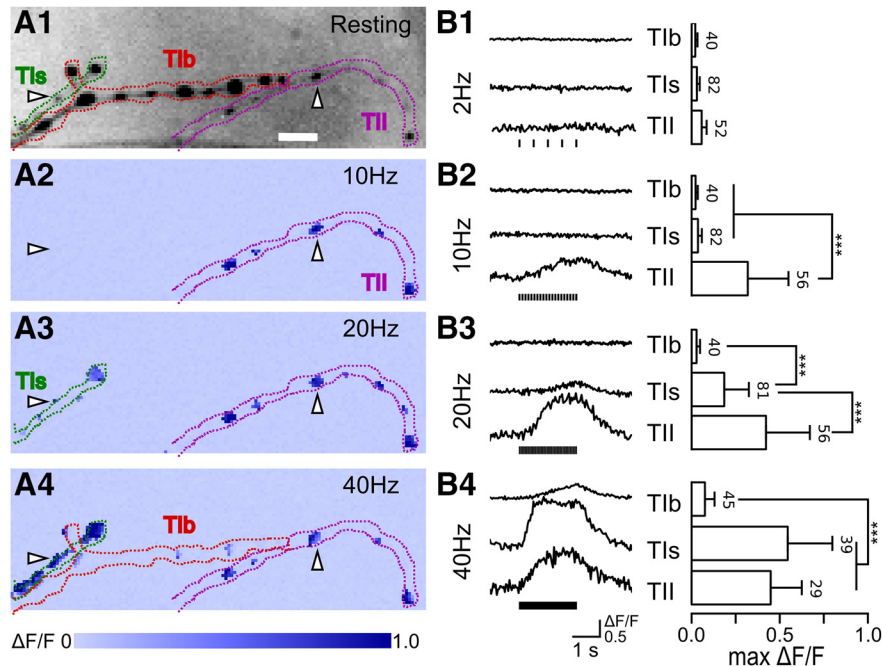 A1 Resting
TIs TIb
TII
A2 10Hz
TII
A3 20Hz
TIs
A4 40Hz
TIb
ΔF/F 0 1.0
B1
2Hz
TIb 40
TIs 82
TII 52
B2
10Hz
TIb 40
TIs 82
TII 56
***
B3
20Hz
TIb 40
TIs 81
TII 56
***
***
B4
40Hz
TIb 45
TIs 39
TII 29
***
ΔF/F
0.5
1 s
0.0 0.5 1.0
max ΔF/F